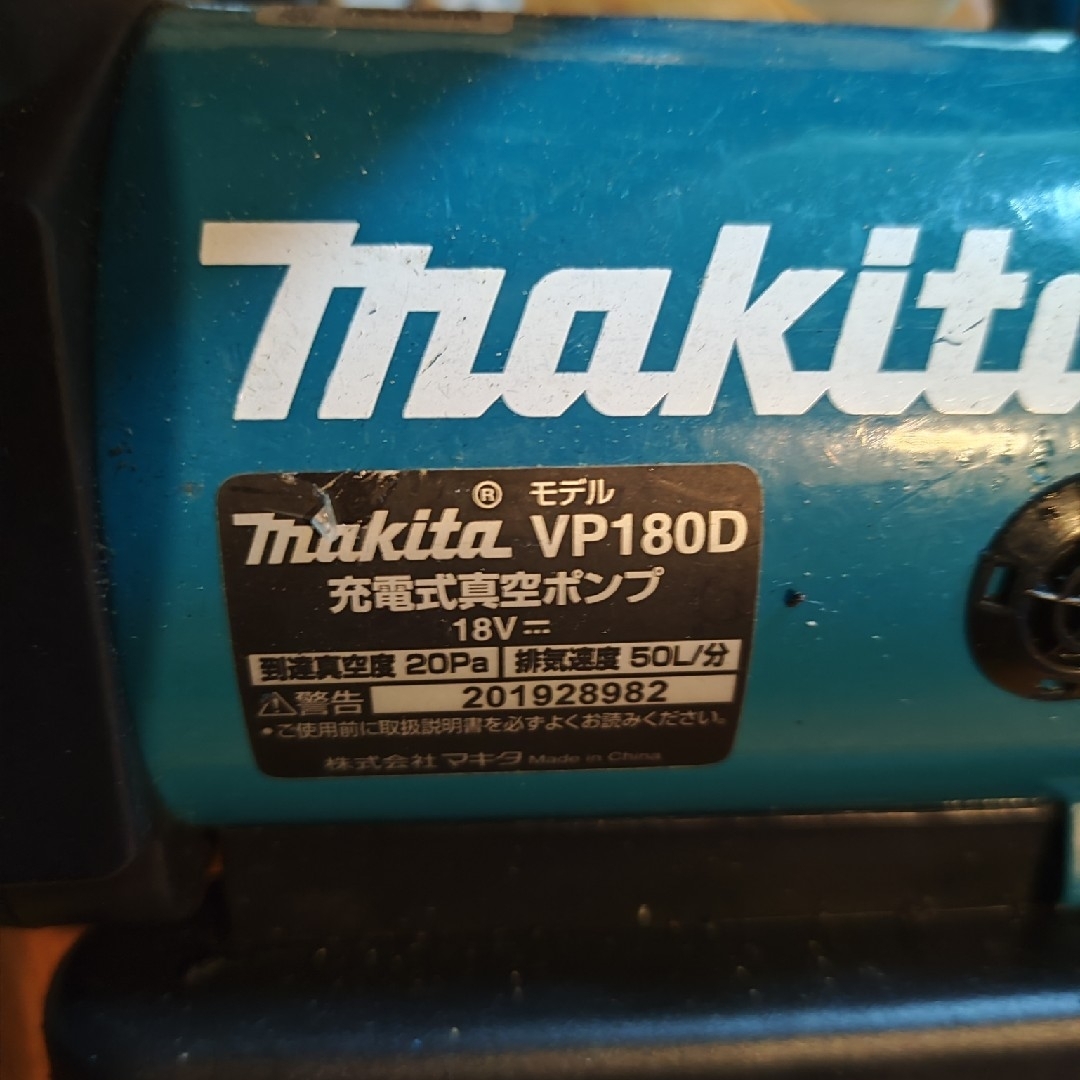 makita
makita® モデル VP180D
充電式真空ポンプ
18V⎓
到達真空度 20Pa 排気速度 50L/分
⚠警告 201928982
•ご使用前に取扱説明書を必ずよくお読みください。
株式会社 マキタ Made in China